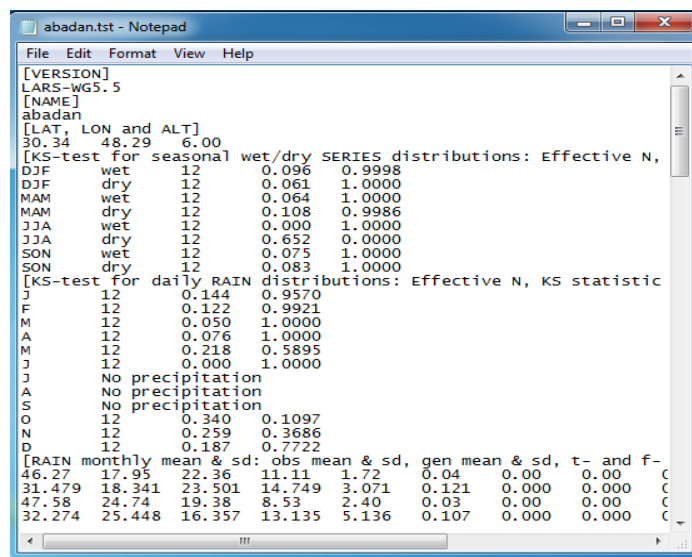 abadan.tst - Notepad
File Edit Format View Help
[VERSION]
LARS-WG5.5
[NAME]
abadan
[LAT, LON and ALT]
30.34 48.29 6.00
[KS-test for seasonal wet/dry SERIES distributions: Effective N,
DJF wet 12 0.096 0.9998
DJF dry 12 0.061 1.0000
MAM wet 12 0.064 1.0000
MAM dry 12 0.108 0.9986
JJA wet 12 0.000 1.0000
JJA dry 12 0.652 0.0000
SON wet 12 0.075 1.0000
SON dry 12 0.083 1.0000
[KS-test for daily RAIN distributions: Effective N, KS statistic
J 12 0.144 0.9570
F 12 0.122 0.9921
M 12 0.050 1.0000
A 12 0.076 1.0000
M 12 0.218 0.5895
J 12 0.000 1.0000
J No precipitation
A No precipitation
S No precipitation
O 12 0.340 0.1097
N 12 0.259 0.3686
D 12 0.187 0.7722
[RAIN monthly mean & sd: obs mean & sd, gen mean & sd, t- and f-
46.27 17.95 22.36 11.11 1.72 0.04 0.00 0.00
31.479 18.341 23.501 14.749 3.071 0.121 0.000 0.00
47.58 24.74 19.38 8.53 2.40 0.03 0.00 0.00
32.274 25.448 16.357 13.135 5.136 0.107 0.000 0.000